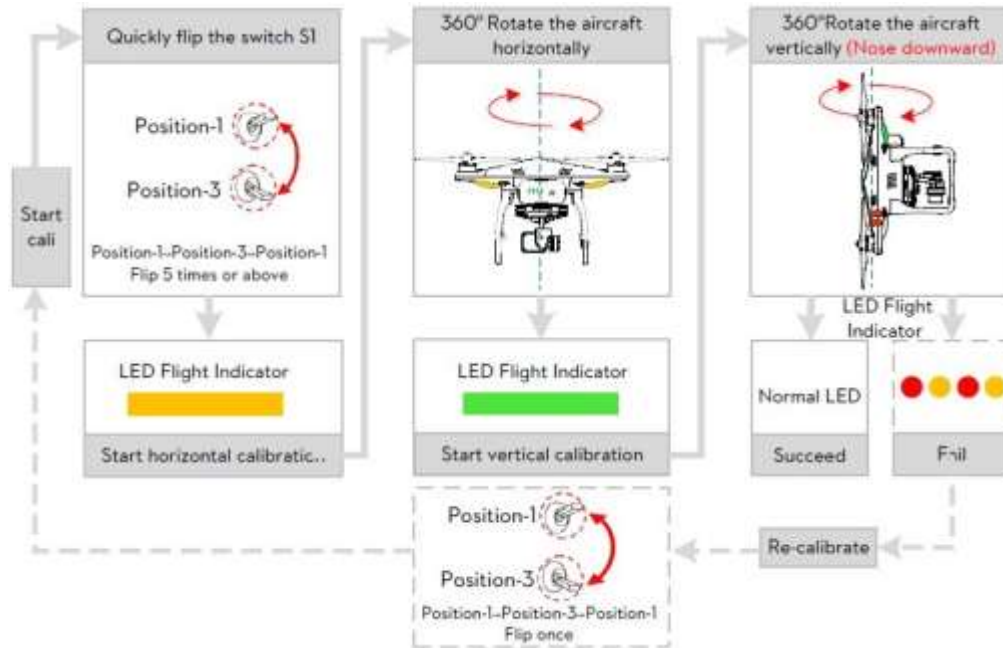 Quickly flip the switch S1
Position-1
Position-3
Position-1--Position-3--Position-1
Flip 5 times or above
Start
cali
LED Flight Indicator
Start horizontal calibratic..
360° Rotate the aircraft
horizontally
LED Flight Indicator
Start vertical calibration
360°Rotate the aircraft
vertically (Nose downward)
LED Flight
Indicator
Normal LED
Succeed
Fail
Re-calibrate
Position-1
Position-3
Position-1--Position-3--Position-1
Flip once